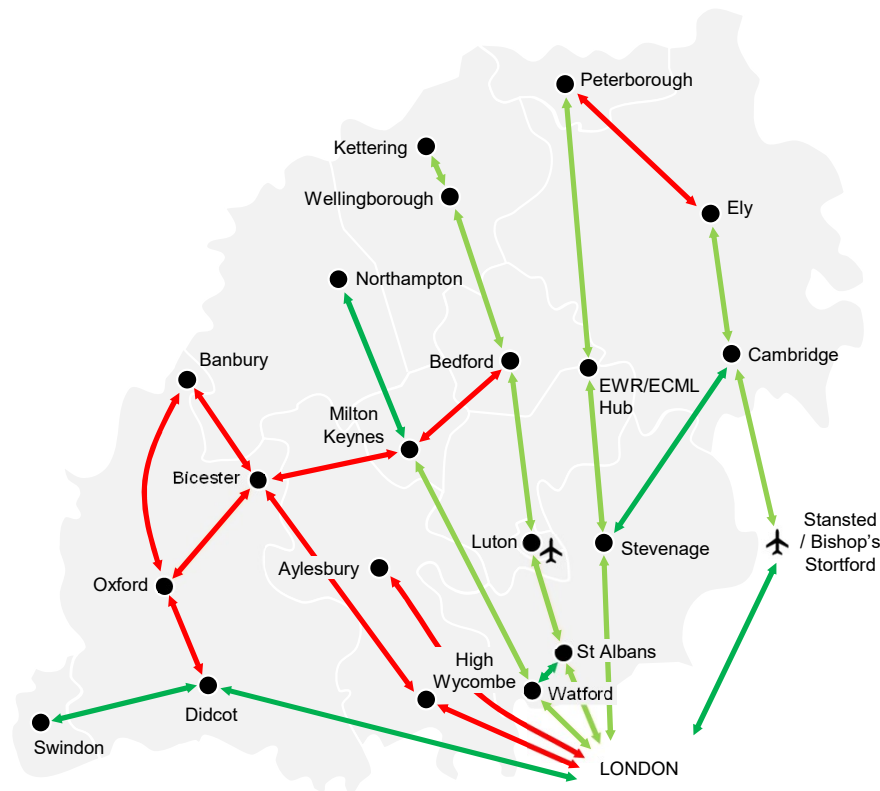 Peterborough
Kettering
Wellingborough
Ely
Northampton
Banbury
Bedford
Cambridge
EWR/ECML
Hub
Milton
Keynes
Bicester
Stansted
/ Bishop's
Stortford
Luton
Stevenage
Aylesbury
Oxford
St Albans
High
Wycombe
Watford
Didcot
Swindon
LONDON